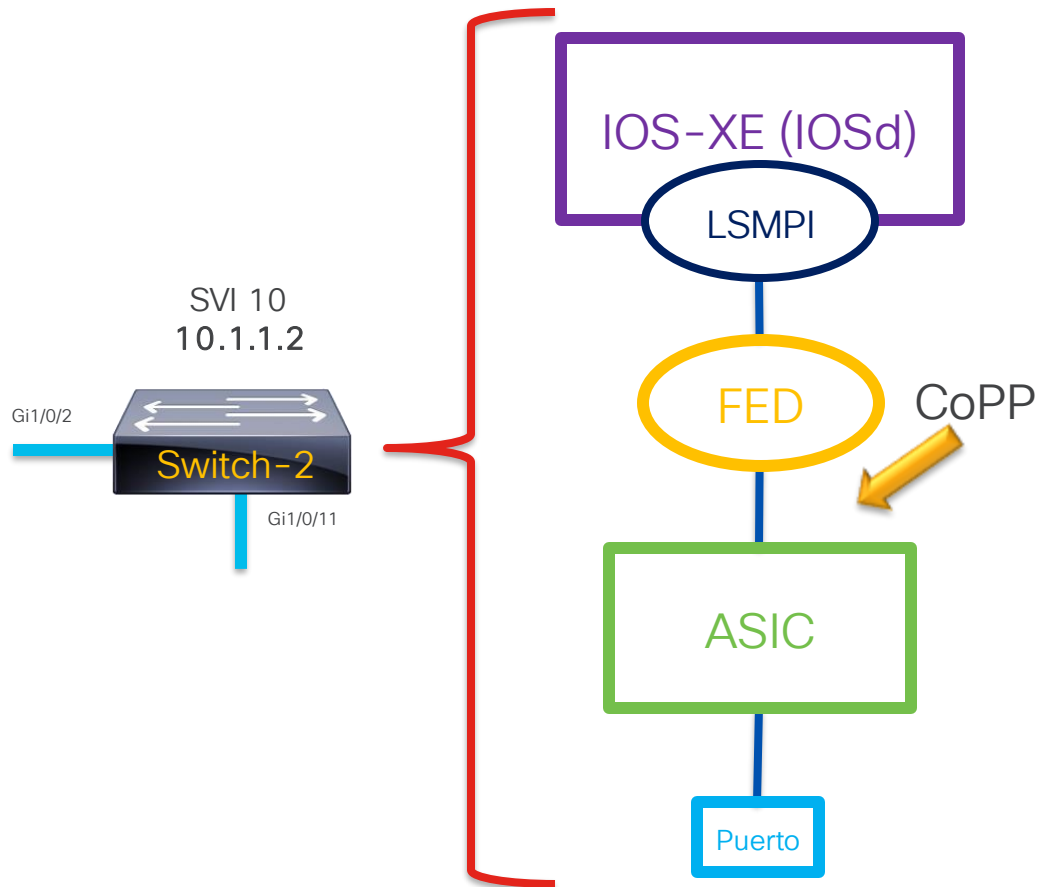 SVI 10
10.1.1.2
Gi1/0/2
Switch-2
Gi1/0/11
IOS-XE (IOSd)
LSMPI
FED
CoPP
ASIC
Puerto